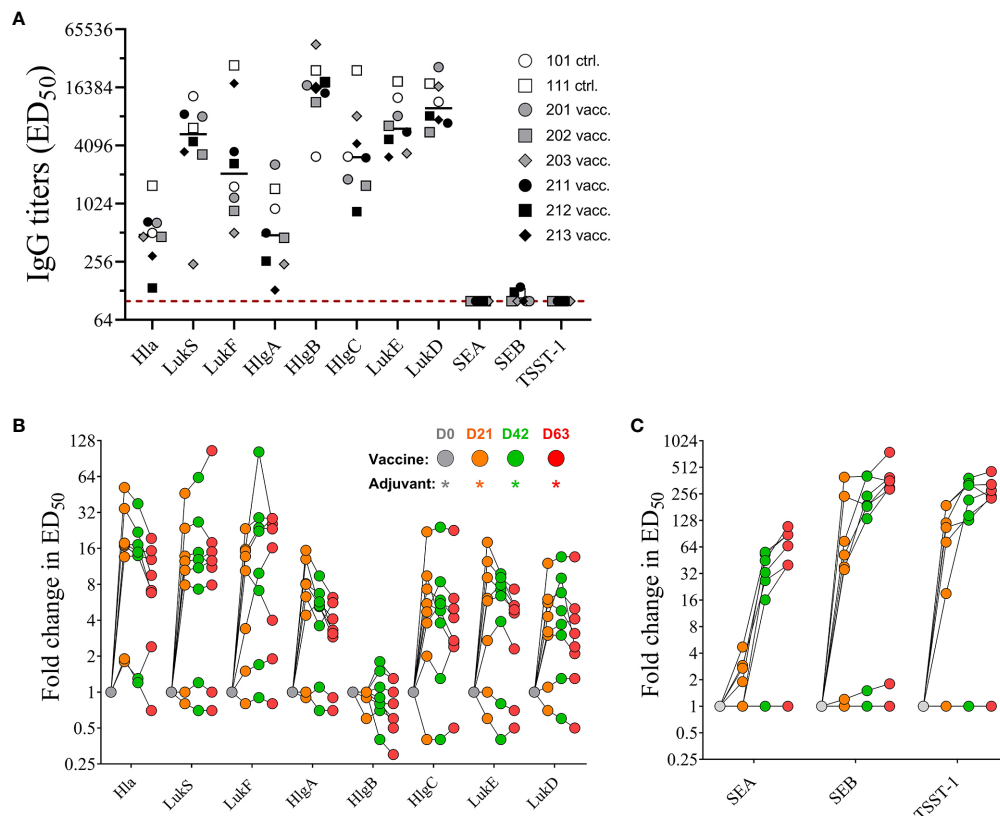 A
IgG titers (ED50)
65536
16384
4096
1024
256
64
Hla
LukS
LukF
HlgA
HlgB
HlgC
LukE
LukD
SEA
SEB
TSST-1
101 ctrl.
111 ctrl.
201 vacc.
202 vacc.
203 vacc.
211 vacc.
212 vacc.
213 vacc.
B
Fold change in ED50
128
64
32
16
8
4
2
1
0.5
0.25
D0 D21 D42 D63
Vaccine:
Adjuvant: * * * *
Hla
LukS
LukF
HlgA
HlgB
HlgC
LukE
LukD
C
Fold change in ED50
1024
512
256
128
64
32
16
8
4
2
1
0.5
0.25
SEA
SEB
TSST-1